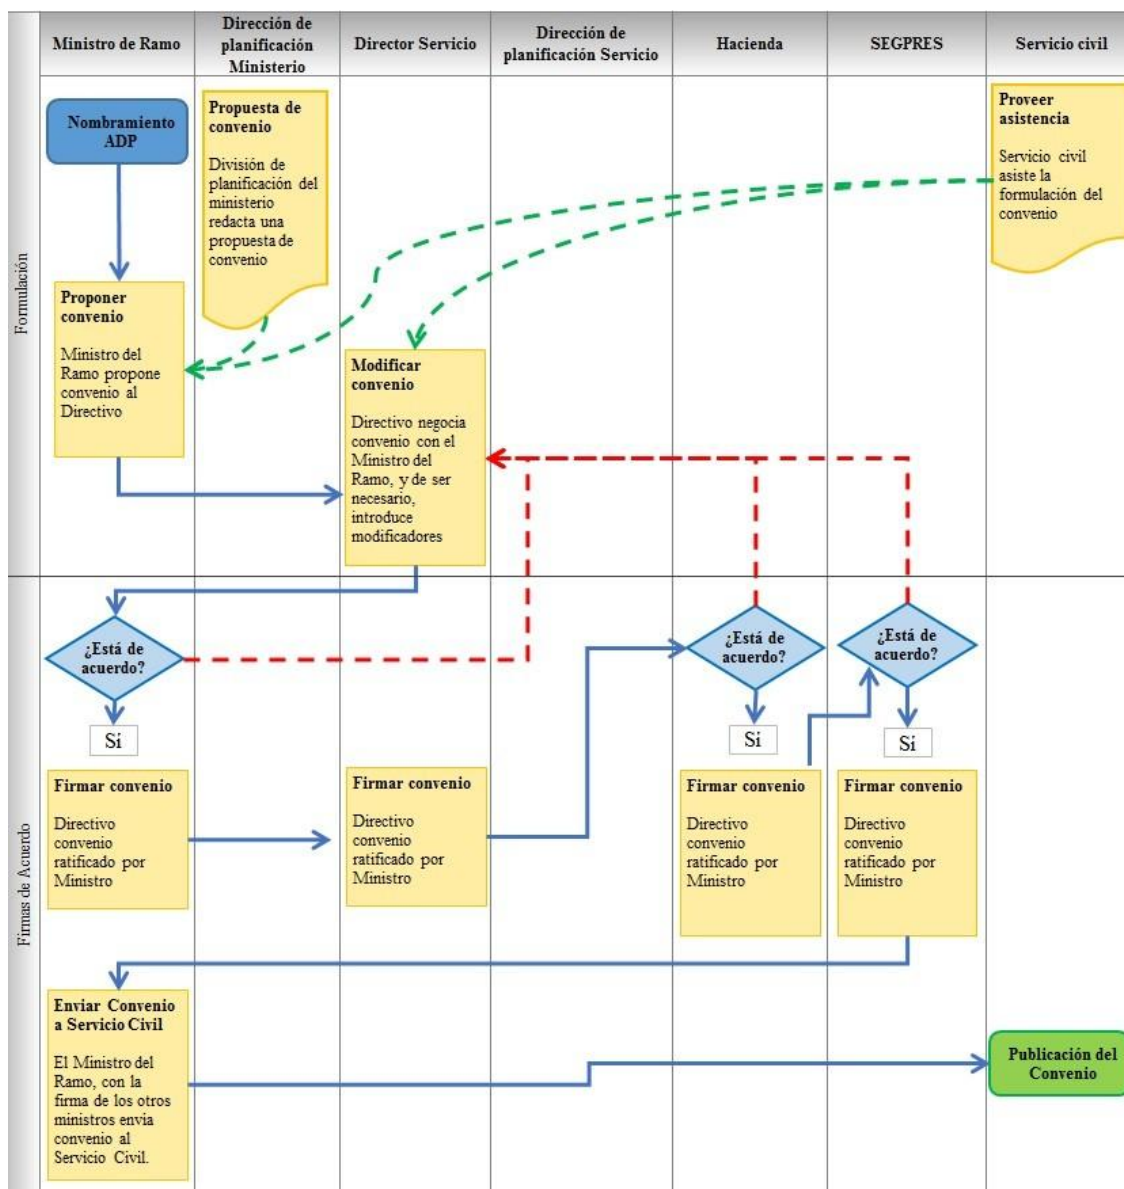 Ministro de Ramo
Dirección de
planificación
Ministerio
Director Servicio
Dirección de
planificación Servicio
Hacienda
SEGPRES
Servicio civil
Formulación
Nombramiento
ADP
Propuesta de
convenio
División de
planificación del
ministerio
redacta una
propuesta de
convenio
Proveer
asistencia
Servicio civil
asiste la
formulación del
convenio
Proponer
convenio
Ministro del
Ramo propone
convenio al
Directivo
Modificar
convenio
Directivo negocia
convenio con el
Ministro del
Ramo, y de ser
necesario,
introduce
modificadores
Firmas de Acuerdo
¿Está de
acuerdo?
Sí
¿Está de
acuerdo?
Sí
¿Está de
acuerdo?
Sí
Firmar convenio
Directivo
convenio
ratificado por
Ministro
Firmar convenio
Directivo
convenio
ratificado por
Ministro
Firmar convenio
Directivo
convenio
ratificado por
Ministro
Firmar convenio
Directivo
convenio
ratificado por
Ministro
Enviar Convenio
a Servicio Civil
El Ministro del
Ramo, con la
firma de los otros
ministros envia
convenio al
Servicio Civil.
Publicación del
Convenio